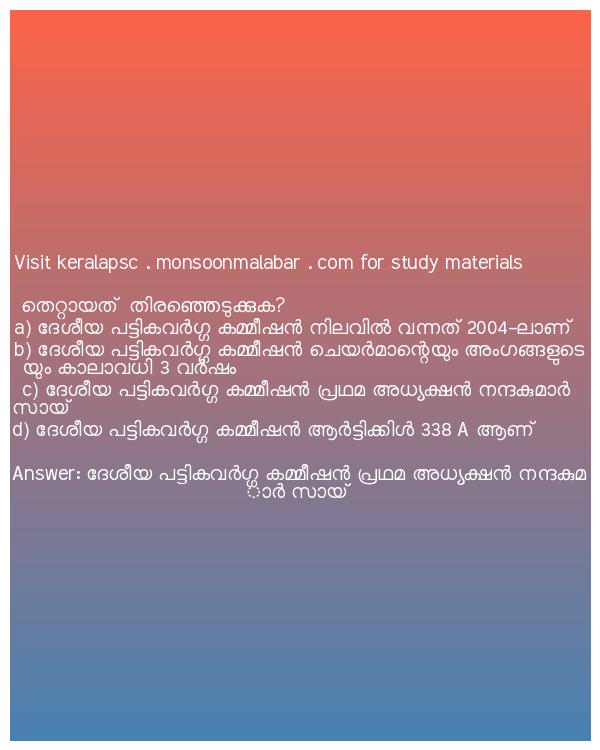 Visit keralapsc . monsoonmalabar . com for study materials
തെറ്റായത് തിരഞ്ഞെടുക്കുക?
a) ദേശീയ പട്ടികവർഗ്ഗ കമ്മീഷൻ നിലവിൽ വന്നത് 2004-ലാണ്
b) ദേശീയ പട്ടികവർഗ്ഗ കമ്മീഷൻ ചെയർമാന്റെയും അംഗങ്ങളുടെ
യും കാലാവധി 3 വർഷം
c) ദേശീയ പട്ടികവർഗ്ഗ കമ്മീഷൻ പ്രഥമ അധ്യക്ഷൻ നന്ദകുമാർ
സായ്
d) ദേശീയ പട്ടികവർഗ്ഗ കമ്മീഷൻ ആർട്ടിക്കിൾ 338 A ആണ്
Answer: ദേശീയ പട്ടികവർഗ്ഗ കമ്മീഷൻ പ്രഥമ അധ്യക്ഷൻ നന്ദകുമ
ാർ സായ്